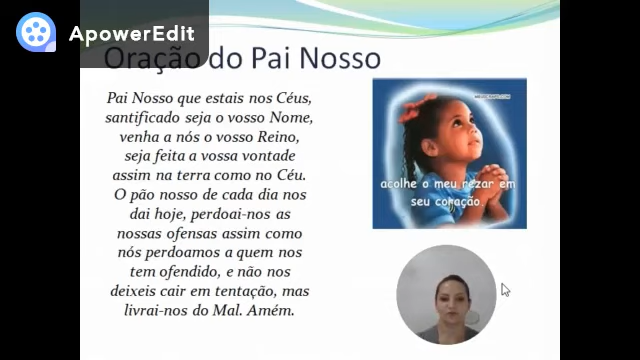 ApowerEdit
Oração do Pai Nosso
Pai Nosso que estais nos Céus,
santificado seja o vosso Nome,
venha a nós o vosso Reino,
seja feita a vossa vontade
assim na terra como no Céu.
O pão nosso de cada dia nos
dai hoje, perdoai-nos as
nossas ofensas assim como
nós perdoamos a quem nos
tem ofendido, e não nos
deixeis cair em tentação, mas
livrai-nos do Mal. Amém.
acolhe o meu rezar em
seu coração.